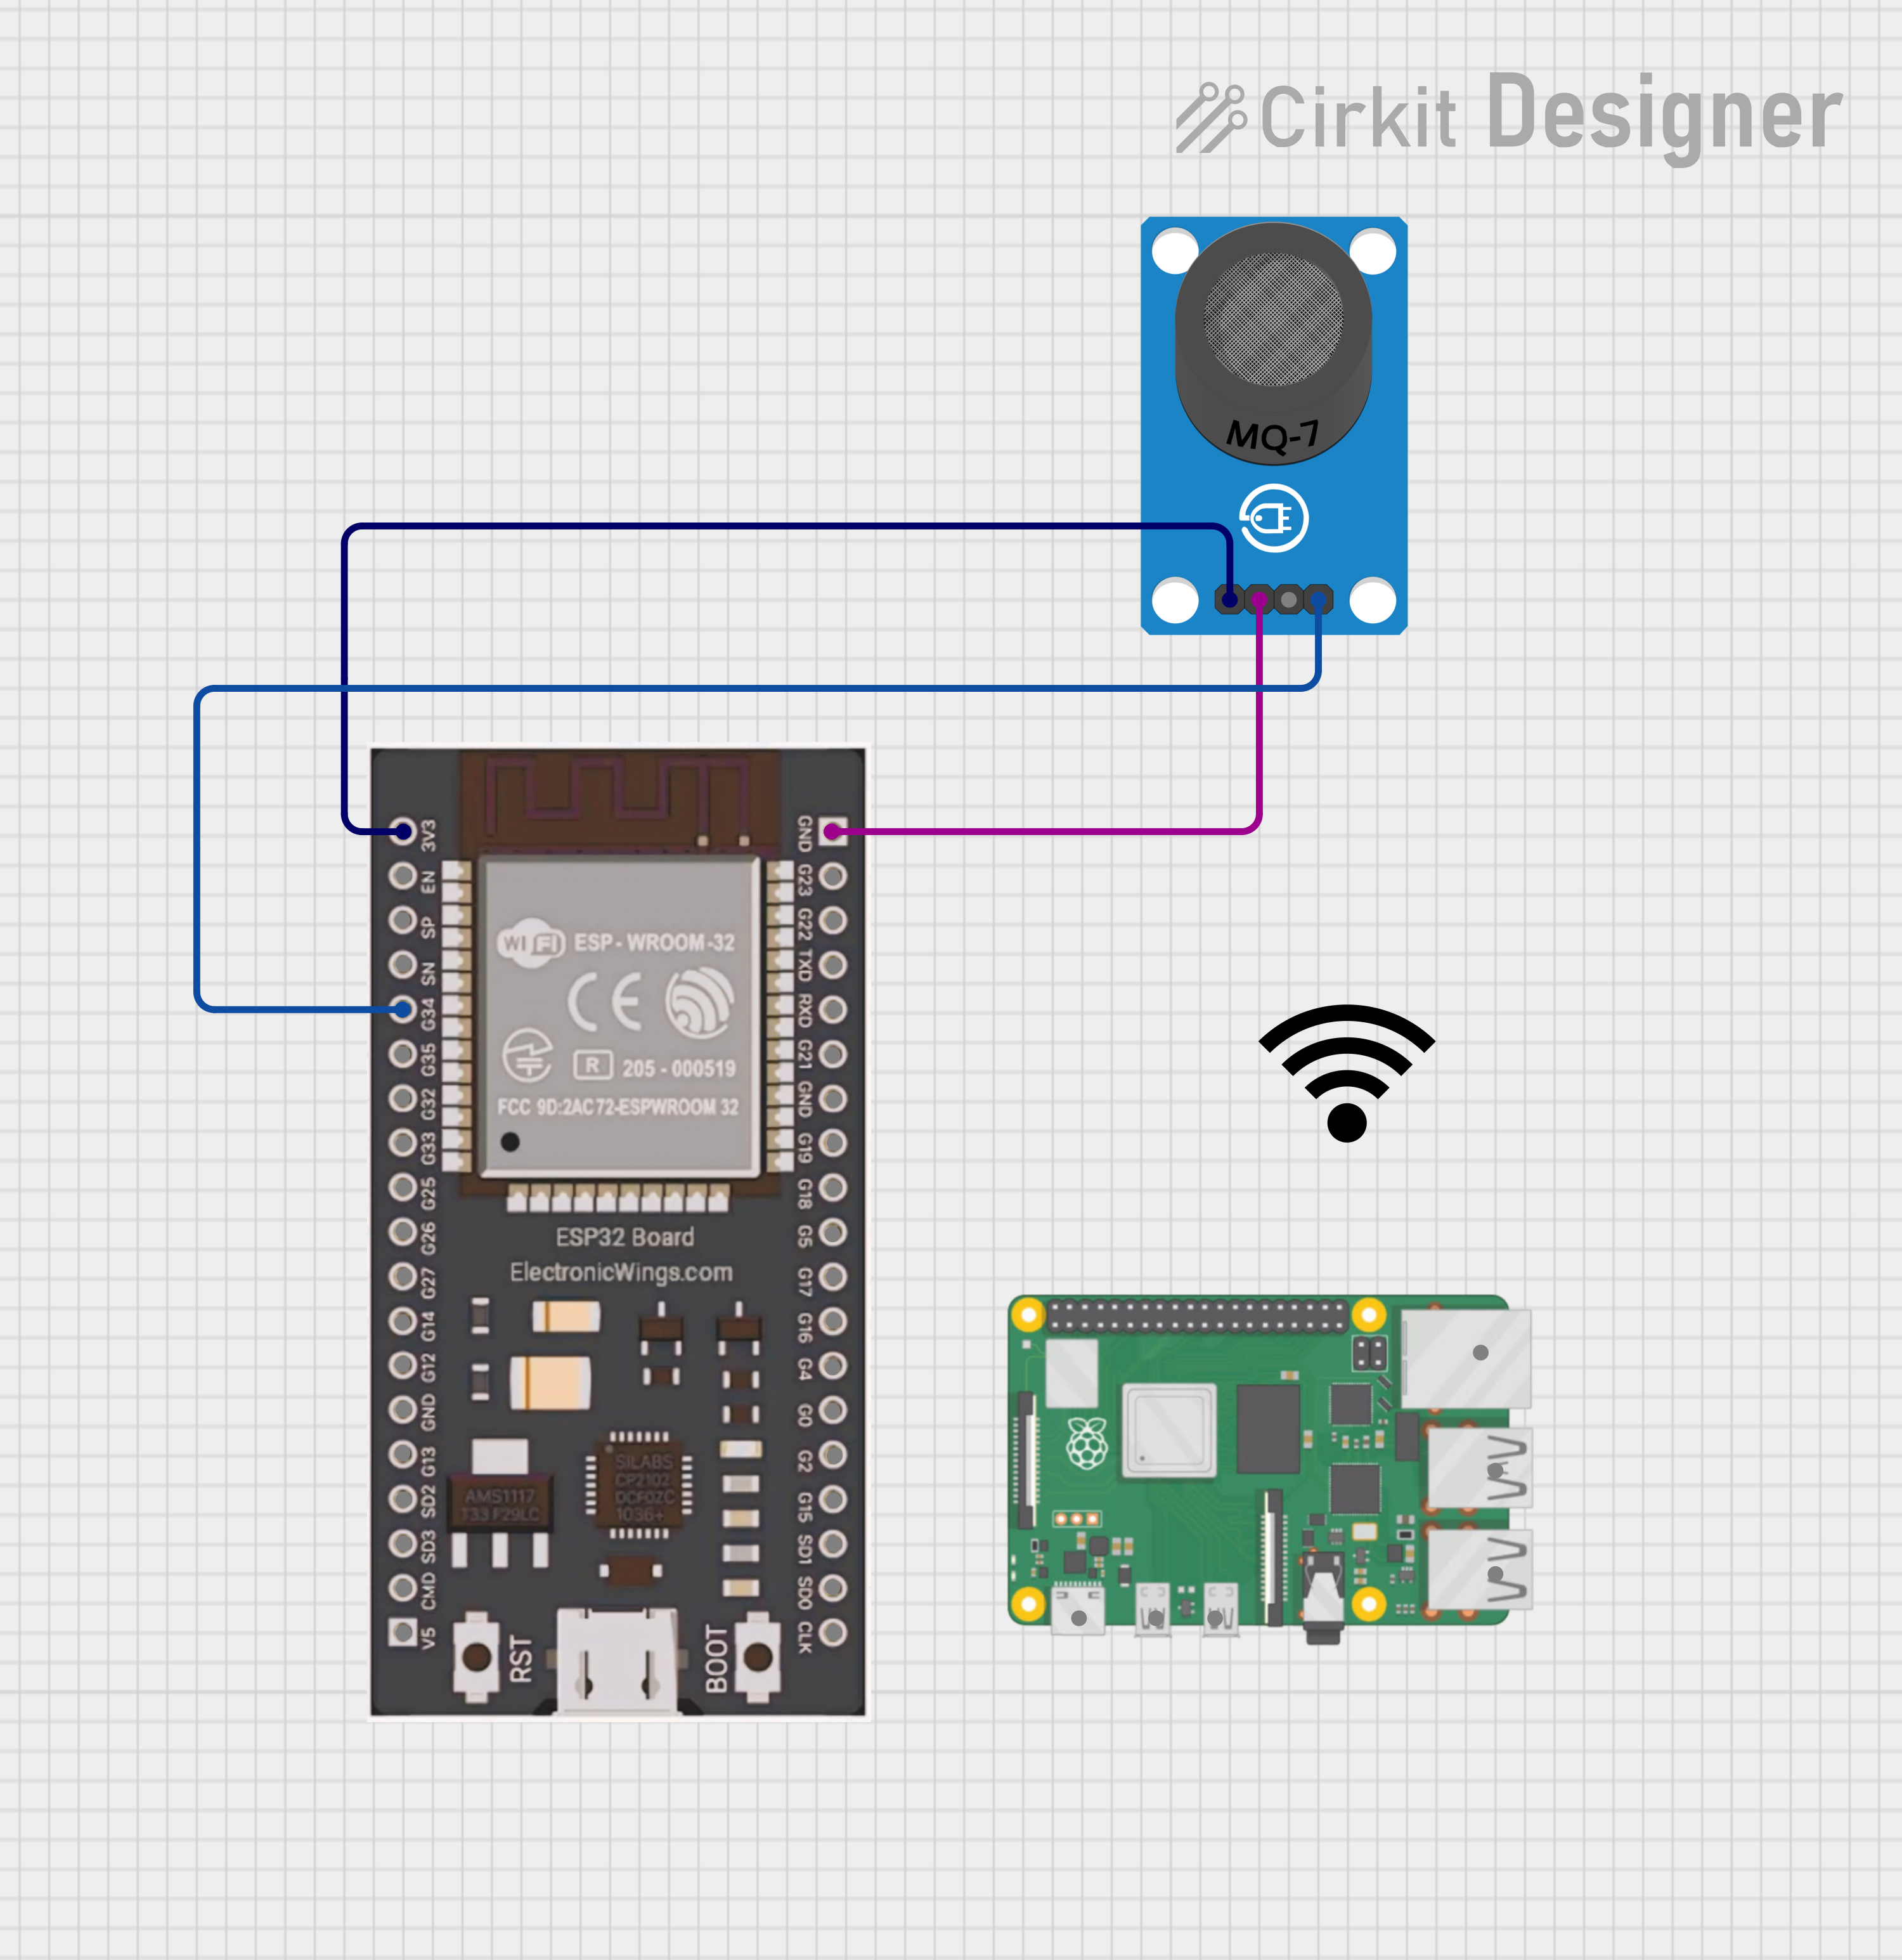 Cirkit Designer
MQ-7
3V3
EN
SP
SN
G34
G35
G32
G33
G25
G26
G27
G14
G12
GND
G13
SD2
SD3
CMD
V5
WiFi ESP-WROOM-32
CE
R 205-000519
FCC 9D:2AC72-ESPWROOM 32
ESP32 Board
ElectronicWings.com
AMS1117
T33 F29LC
SILABS
CP2102
DCF0ZC
1036+
RST
BOOT
GND
G23
G22
TXD
RXD
G21
GND
G19
G18
G5
G17
G16
G4
G0
G2
G15
SD1
SD0
CLK